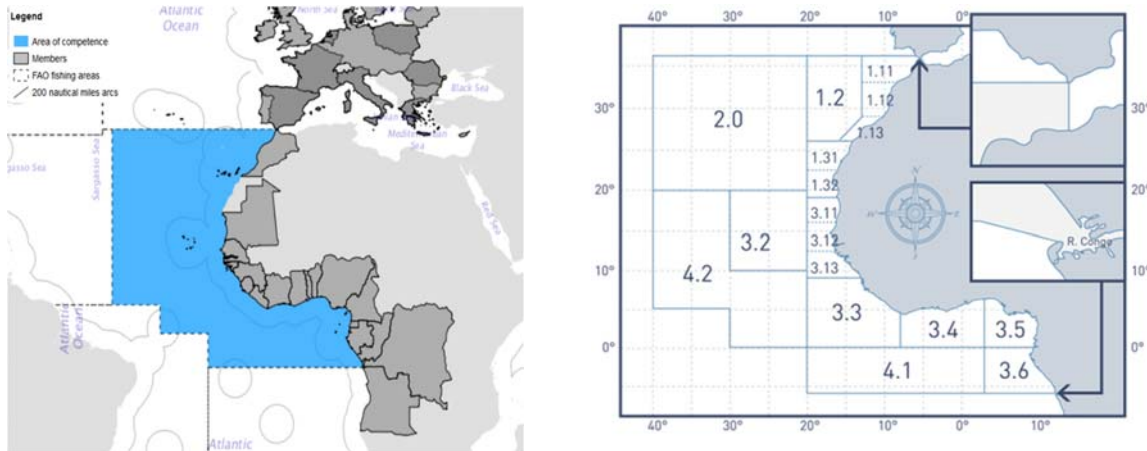 Legend
Area of competence
Members
FAO fishing areas
200 nautical miles arcs
Atlantic
Ocean
North Sea
Black Sea
Mediterranean
Sea
Sargasso Sea
gasso Sea
Red Sea
Atlantic
Ocean
Atlantic
40° 30° 20° 10° 0°
30°
20°
10°
0°
2.0
1.2
1.11
1.12
1.13
1.31
1.32
3.11
3.12
3.13
3.2
4.2
3.3
3.4
3.5
4.1
3.6
N
W
E
S
R. Congo
20°
10°
0°
40° 30° 20° 10° 0° 10°